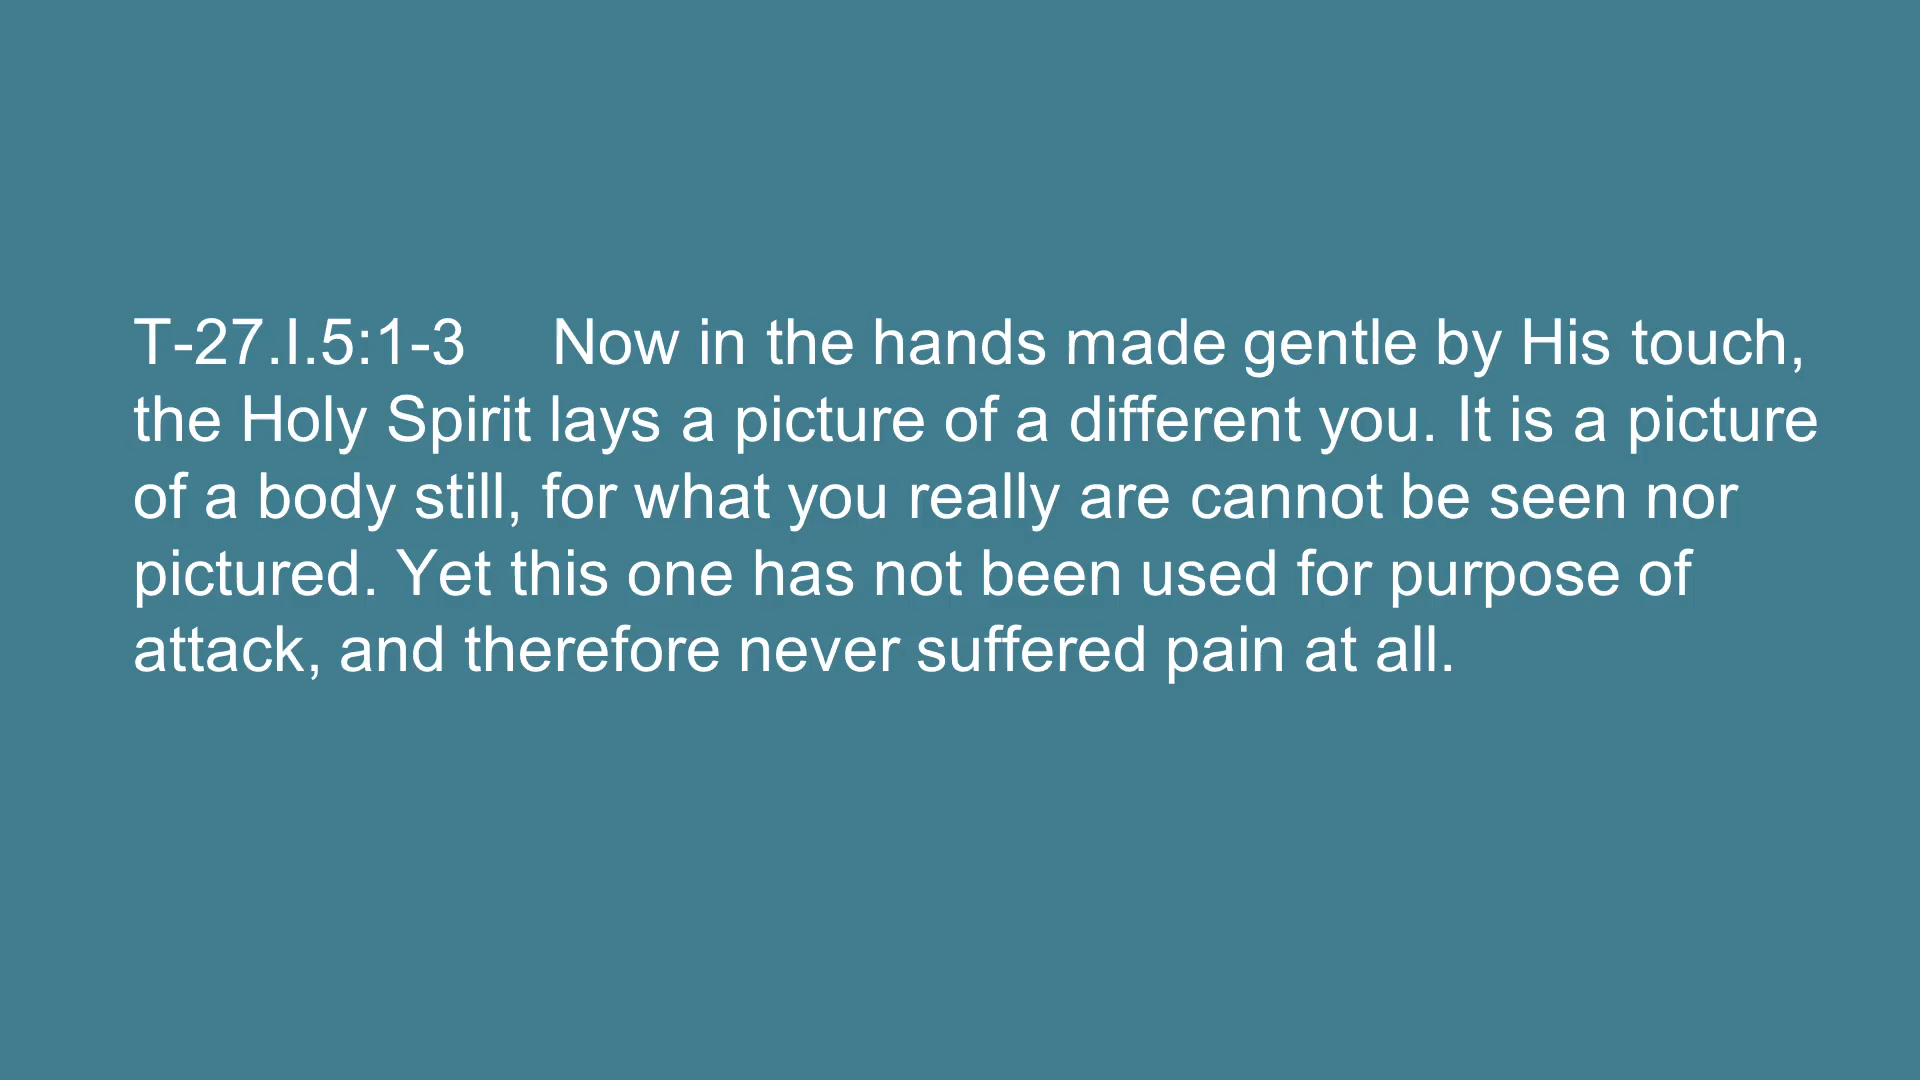 T-27.I.5:1-3     Now in the hands made gentle by His touch,
the Holy Spirit lays a picture of a different you. It is a picture
of a body still, for what you really are cannot be seen nor
pictured. Yet this one has not been used for purpose of
attack, and therefore never suffered pain at all.